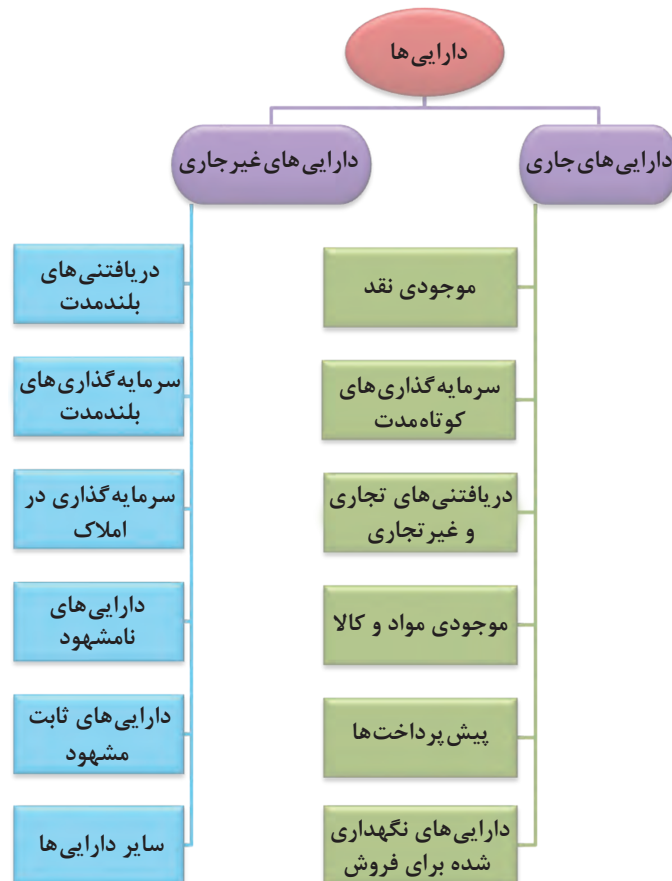 دارایی‌ها
دارایی‌های جاری
موجودی نقد
سرمایه‌گذاری‌های
کوتاه‌مدت
دریافتنی‌های تجاری
و غیرتجاری
موجودی مواد و کالا
پیش‌پرداخت‌ها
دارایی‌های نگهداری
شده برای فروش
دارایی‌های غیرجاری
دریافتنی‌های
بلندمدت
سرمایه‌گذاری‌های
بلندمدت
سرمایه‌گذاری در
املاک
دارایی‌های
نامشهود
دارایی‌های ثابت
مشهود
سایر دارایی‌ها